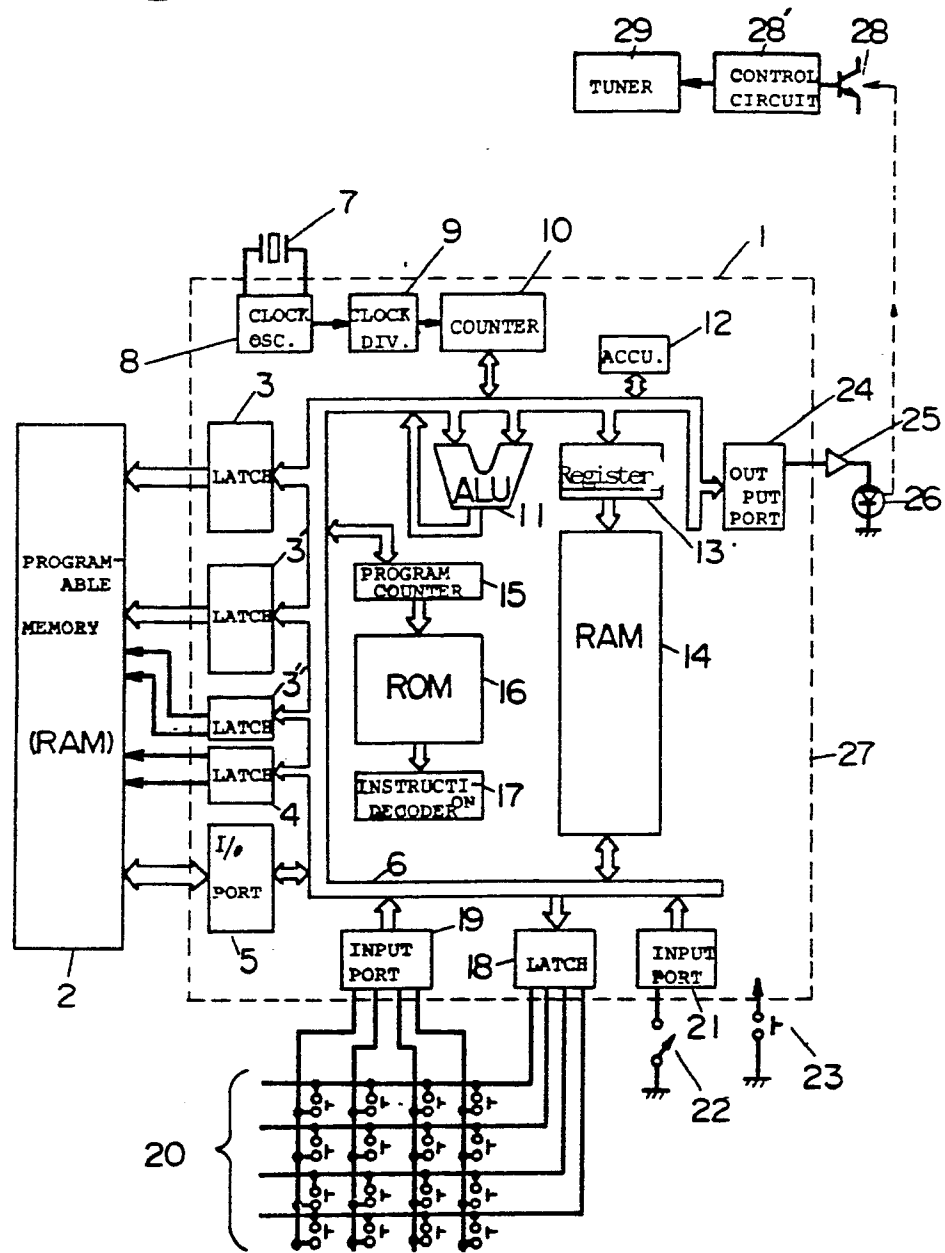 29
28'
28
TUNER
CONTROL
CIRCUIT
7
9
10
1
CLOCK
OSC.
CLOCK
DIV.
COUNTER
12
8
ACCU.
3
24
25
LATCH
ALU
Register
OUT
PUT
PORT
11
26
13
3'
PROGRAM-
ABLE
MEMORY
(RAM)
PROGRAM
COUNTER
15
LATCH
RAM
14
ROM
16
3"
LATCH
27
LATCH
INSTRUCTI
ON
DECODER
17
4
I/O
PORT
6
5
2
19
INPUT
PORT
18
LATCH
INPUT
PORT
21
22
23
20